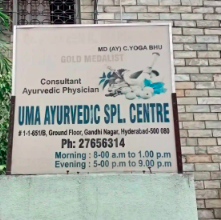 MD (AY) C.YOGA BHU
GOLD MEDALIST
Consultant
Ayurvedic Physician
UMA AYURVEDIC SPL. CENTRE
# 1-1-651/B, Ground Floor, Gandhi Nagar, Hyderabad-500 080
Ph: 27656314
Morning : 8-00 a.m to 1.00 p.m
Evening : 5-00 p.m to 9.00 p.m